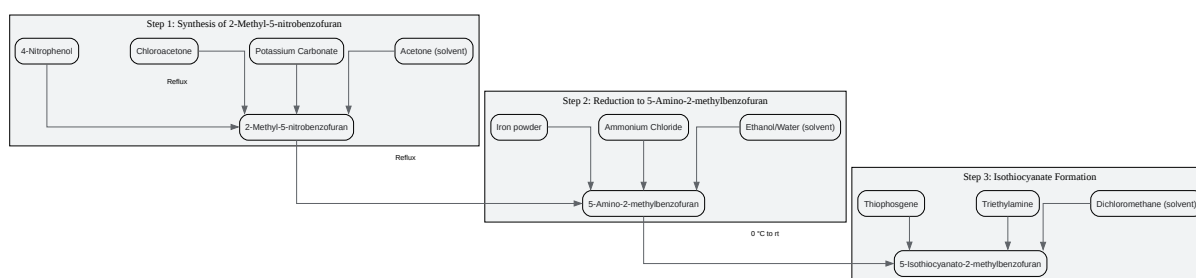 Step 1: Synthesis of 2-Methyl-5-nitrobenzofuran
4-Nitrophenol
Chloroacetone
Potassium Carbonate
Acetone (solvent)
Reflux
2-Methyl-5-nitrobenzofuran
Reflux
Step 2: Reduction to 5-Amino-2-methylbenzofuran
Iron powder
Ammonium Chloride
Ethanol/Water (solvent)
5-Amino-2-methylbenzofuran
0 °C to rt
Step 3: Isothiocyanate Formation
Thiophosgene
Triethylamine
Dichloromethane (solvent)
5-Isothiocyanato-2-methylbenzofuran